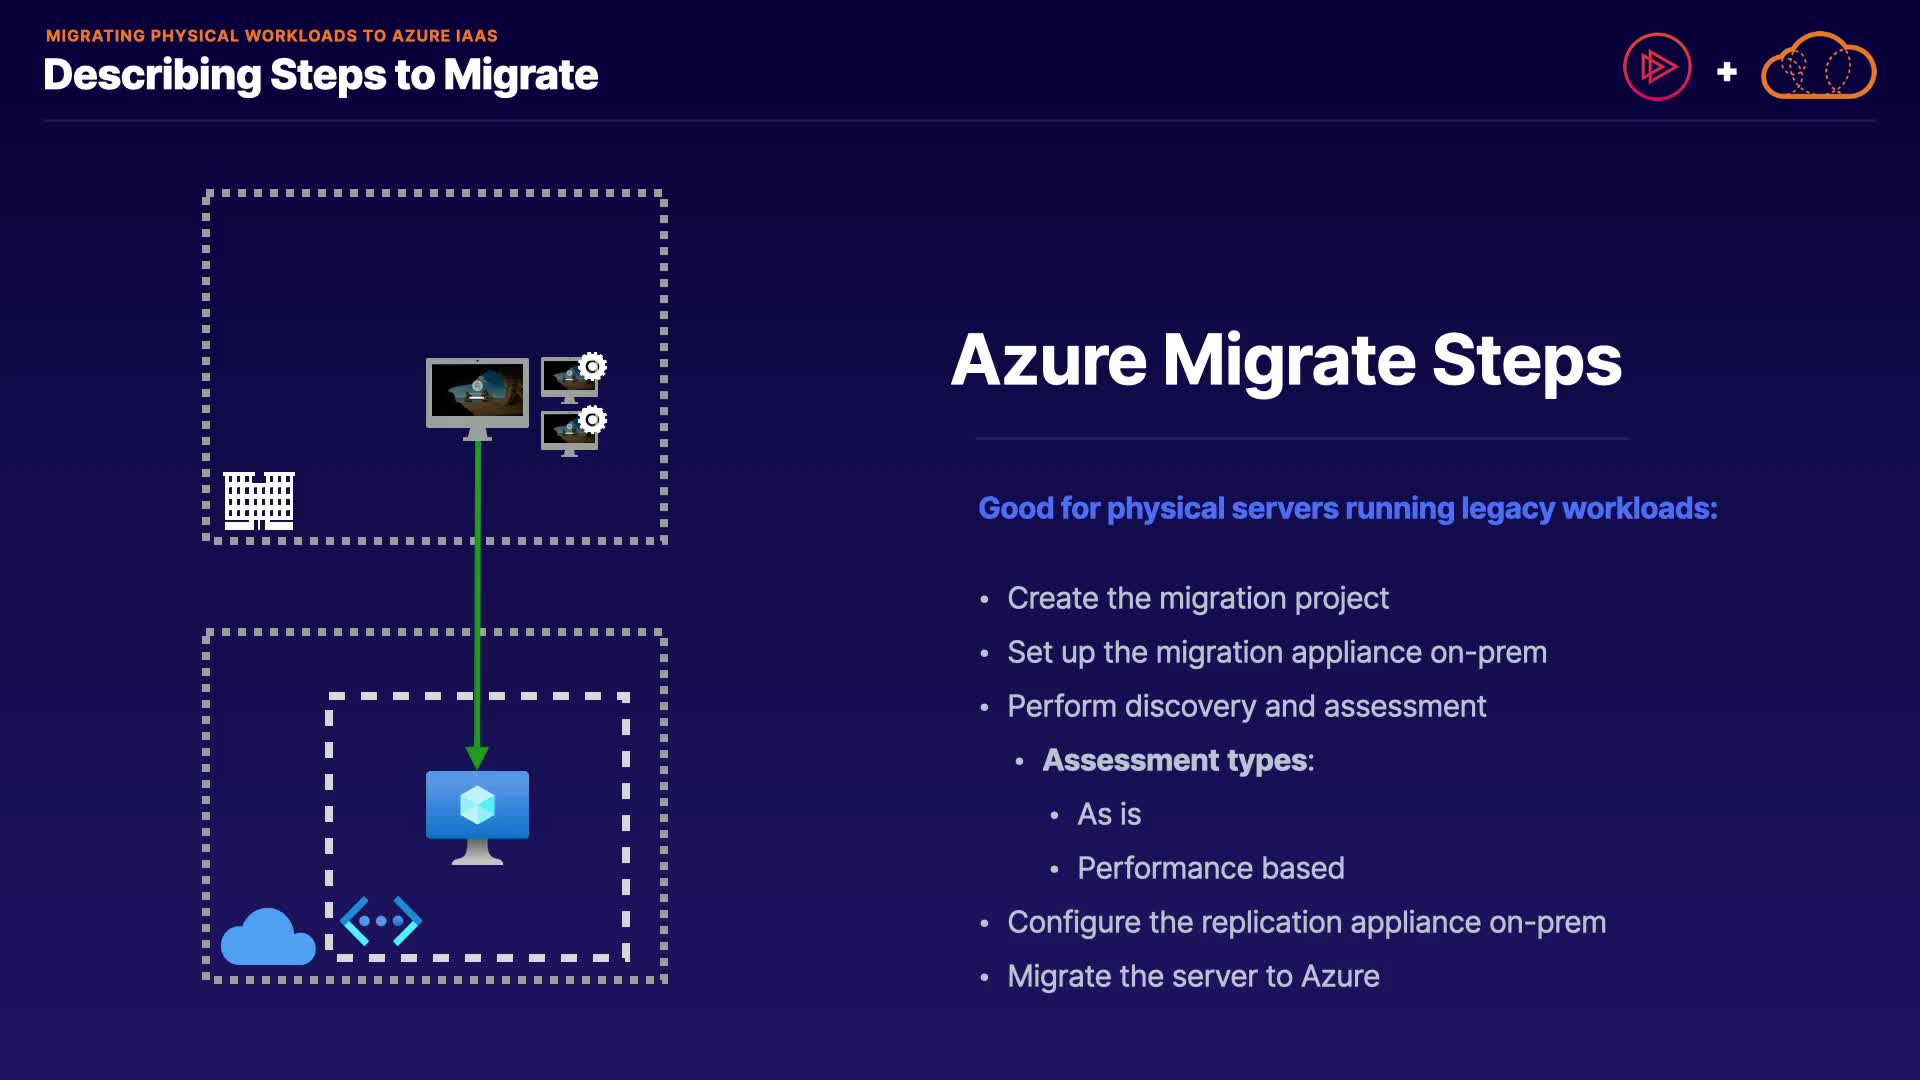 MIGRATING PHYSICAL WORKLOADS TO AZURE IAAS
Describing Steps to Migrate
Azure Migrate Steps
Good for physical servers running legacy workloads:
• Create the migration project
• Set up the migration appliance on-prem
• Perform discovery and assessment
• Assessment types:
• As is
• Performance based
• Configure the replication appliance on-prem
• Migrate the server to Azure